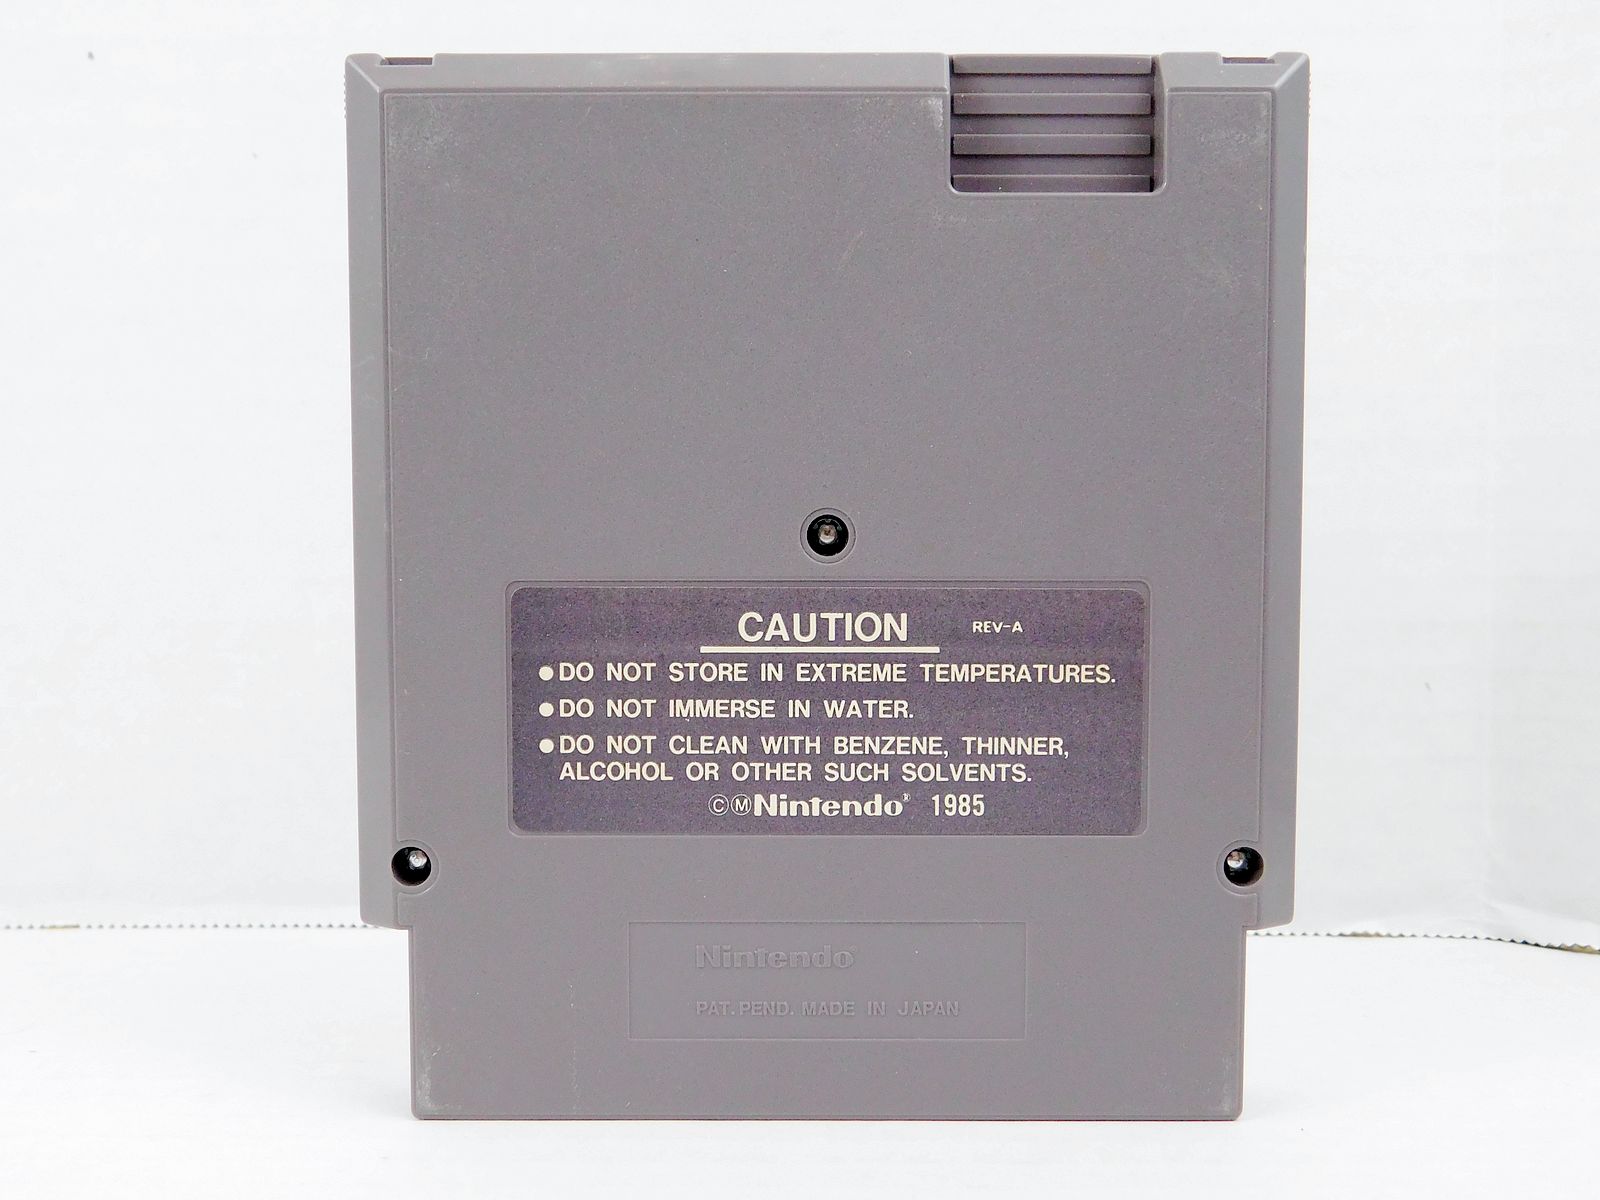 CAUTION REV-A
●DO NOT STORE IN EXTREME TEMPERATURES.
●DO NOT IMMERSE IN WATER.
●DO NOT CLEAN WITH BENZENE, THINNER,
ALCOHOL OR OTHER SUCH SOLVENTS.
ⒸⓂNintendo® 1985
Nintendo®
PAT. PEND. MADE IN JAPAN